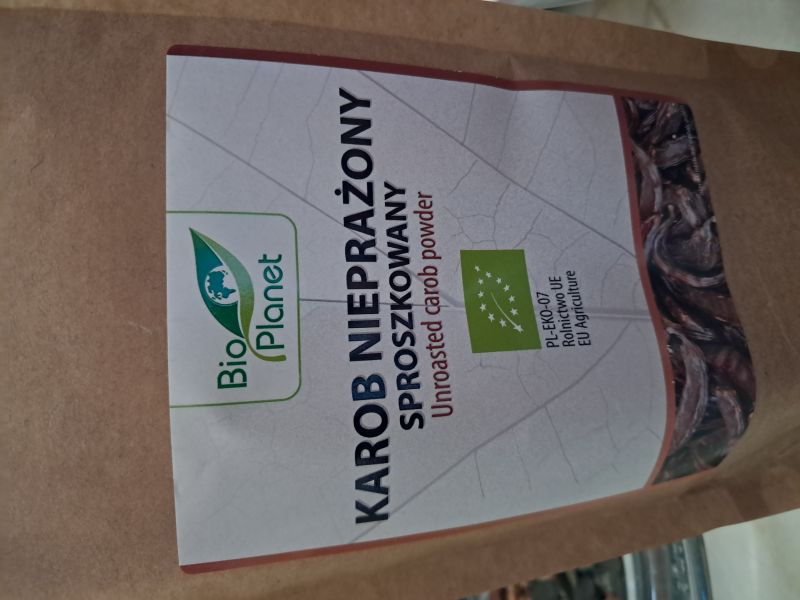 Bio
Planet
KAROB NIEPRAŻONY
SPROSZKOWANY
Unroasted carob powder
PL-EKO-07
Rolnictwo UE
EU Agriculture